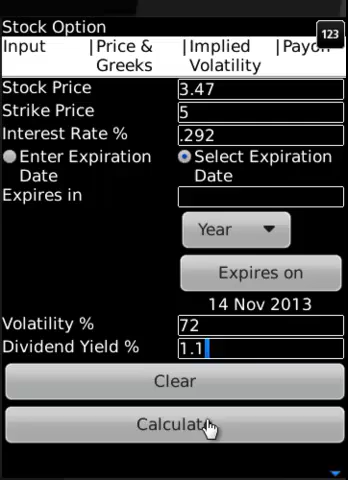 Stock Option
123
Input |Price & Greeks |Implied Volatility |Payo
Stock Price 3.47
Strike Price 5
Interest Rate % .292
Enter Expiration Date Select Expiration Date
Expires in
Year
Expires on
14 Nov 2013
Volatility % 72
Dividend Yield % 1.1
Clear
Calculat